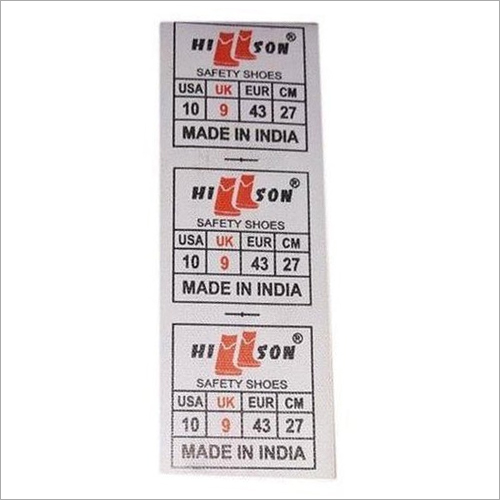 HILLSON®
SAFETY SHOES
USA UK EUR CM
10 9 43 27
MADE IN INDIA
HILLSON®
SAFETY SHOES
USA UK EUR CM
10 9 43 27
MADE IN INDIA
HILLSON®
SAFETY SHOES
USA UK EUR CM
10 9 43 27
MADE IN INDIA